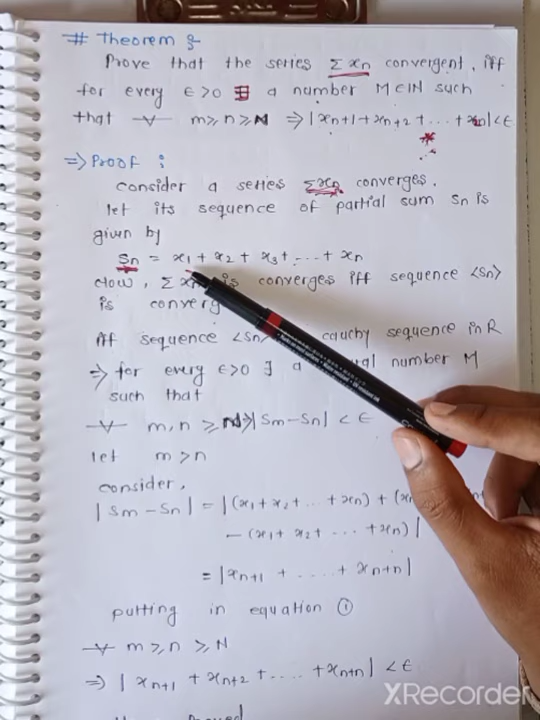 # Theorem :
Prove that the series Σxn convergent, iff
for every ϵ>0 ∃ a number M∈IN such
that ∀ m≥n≥N ⇒|xn+1+xn+2+...+xn|<ϵ
⇒ Proof :
consider a series Σxn converges.
let its sequence of partial sum Sn is
given by
Sn = x1 + x2 + x3 + ... + xn
Now, Σxn is converges iff sequence <Sn>
is converg
iff sequence <Sn> cauchy sequence in R
⇒ for every ϵ>0 ∃ a number M
such that
∀ m,n ≥ N ⇒|Sm-Sn| < ϵ
let m>n
consider,
|Sm-Sn| = |(x1+x2+...+xn)+(xn
-(x1+x2+...+xn)|
= |xn+1 + .... + xn+n|
putting in equation ①
∀ m≥n≥N
⇒ |xn+1 + xn+2 + .... + xn+n| <ϵ
Proved
XRecorder